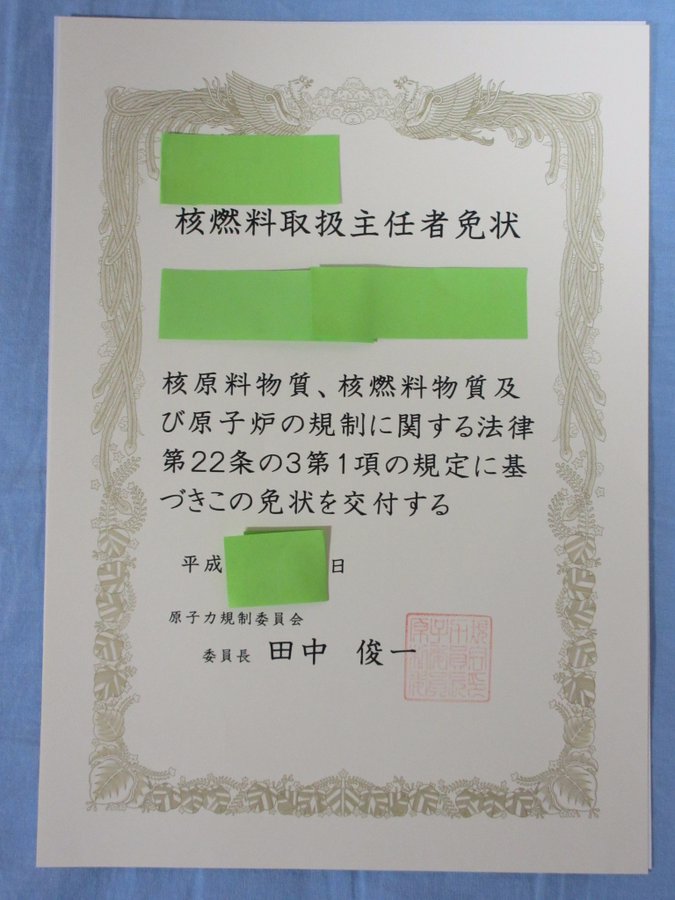 核燃料取扱主任者免状
核原料物質、核燃料物質及
び原子炉の規制に関する法律
第22条の3第1項の規定に基
づきこの免状を交付する
平成 日
原子力規制委員会
委員長 田中 俊一